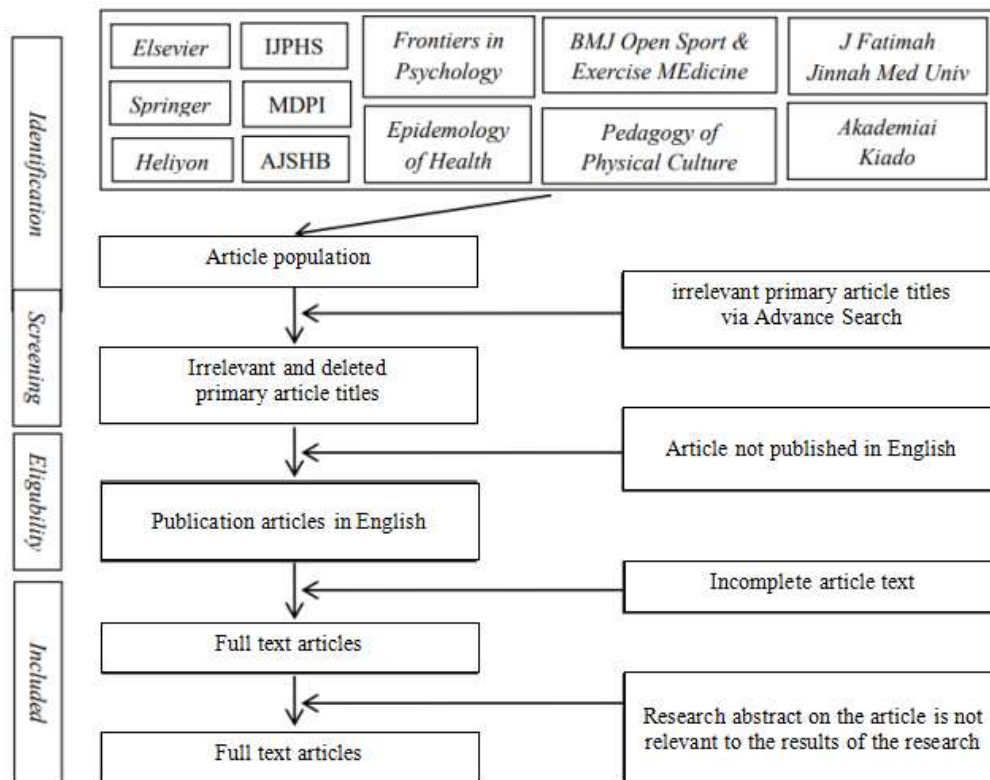 Identification
Elsevier
IJPHS
Frontiers in
Psychology
BMJ Open Sport &
Exercise MEdicine
J Fatimah
Jinnah Med Univ
Springer
MDPI
Epidemology
of Health
Pedagogy of
Physical Culture
Akademiai
Kiado
Heliyon
AJSHB
Article population
Screening
irrelevant primary article titles
via Advance Search
Irrelevant and deleted
primary article titles
Eligubility
Article not published in English
Publication articles in English
Included
Incomplete article text
Full text articles
Research abstract on the article is not
relevant to the results of the research
Full text articles